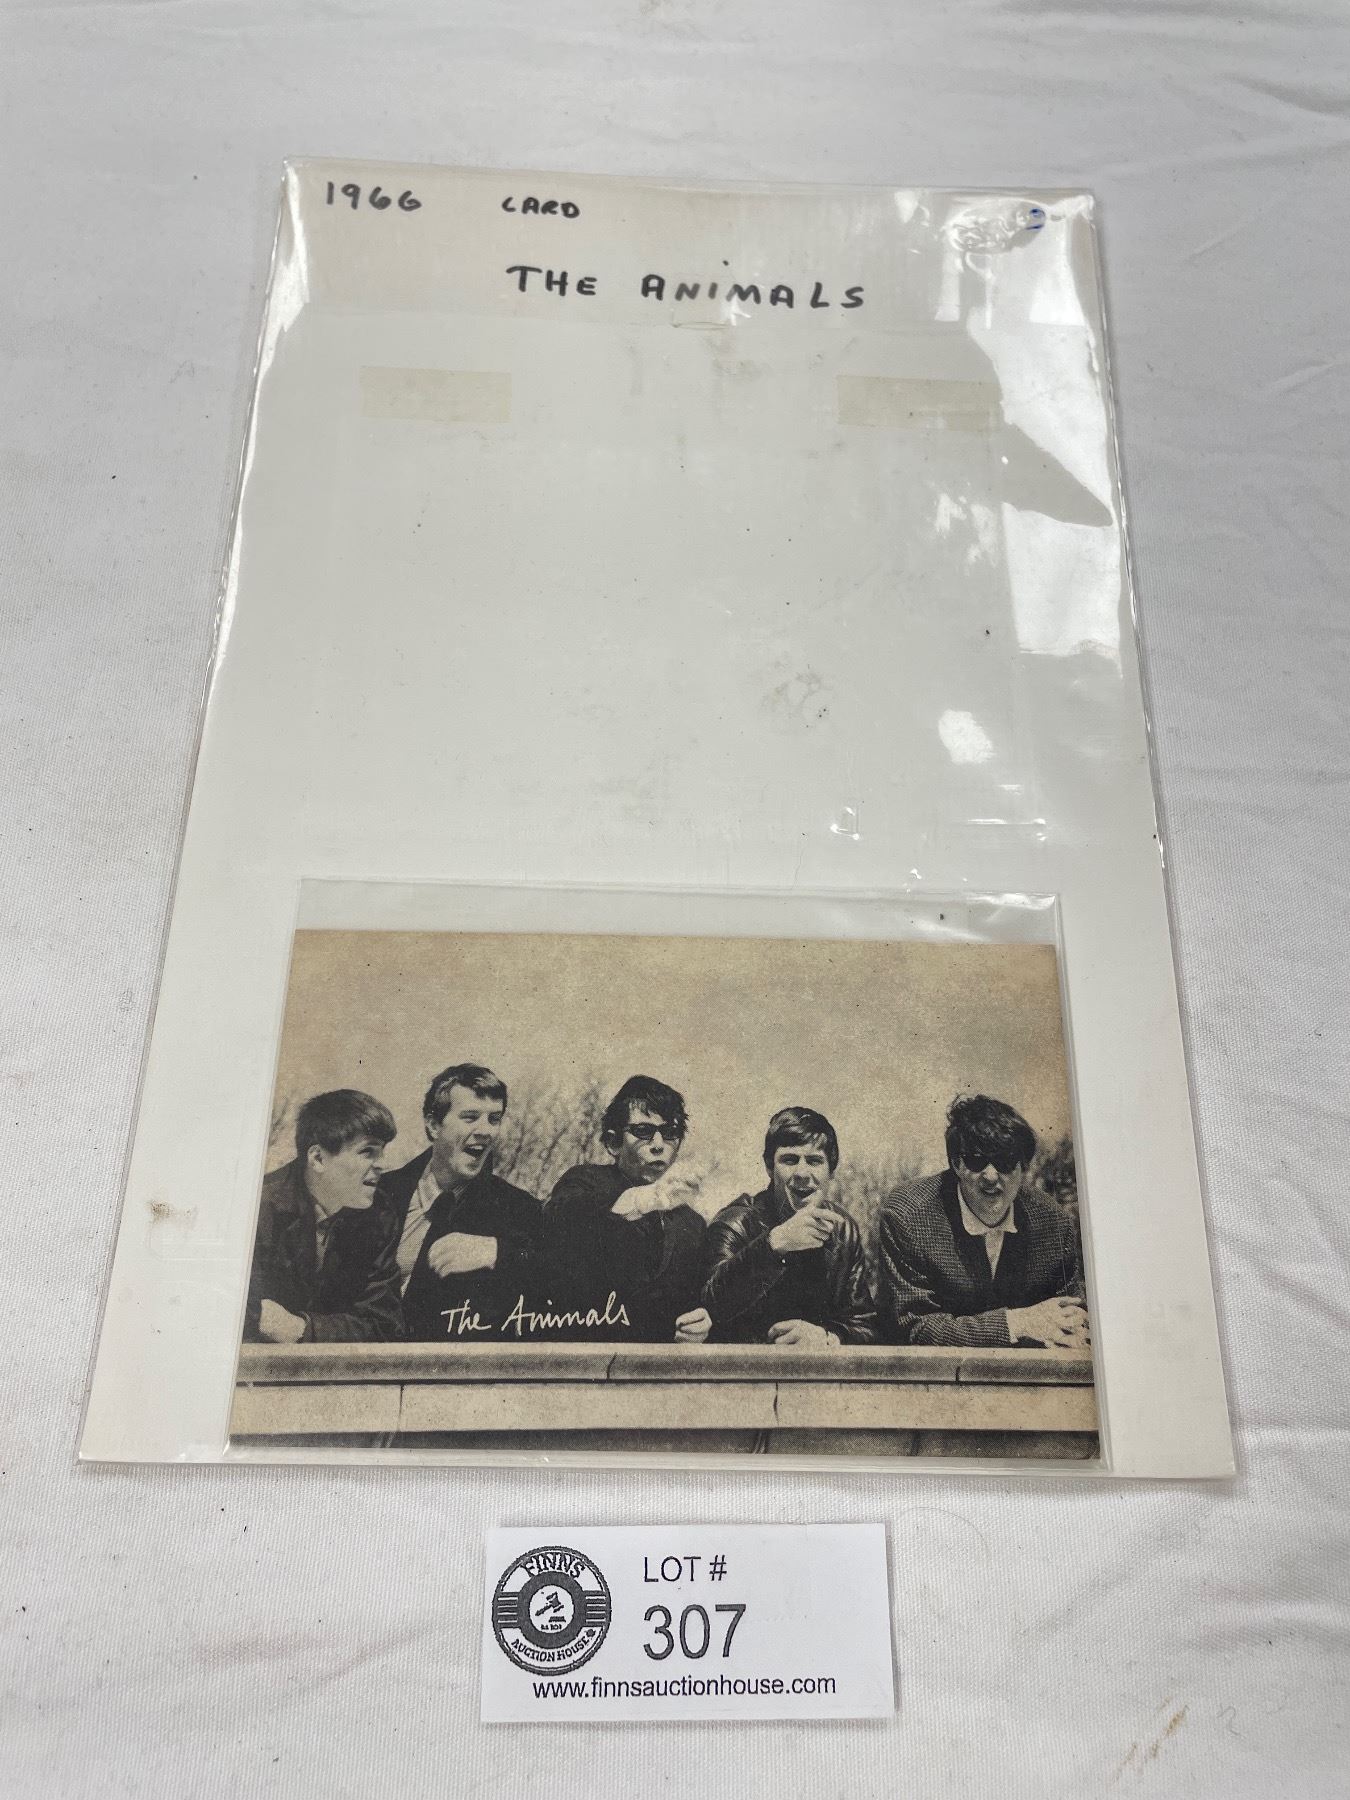 1966 CARD
THE ANIMALS
The Animals
FINNS
AUCTION HOUSE
LOT #
307
www.finnsauctionhouse.com